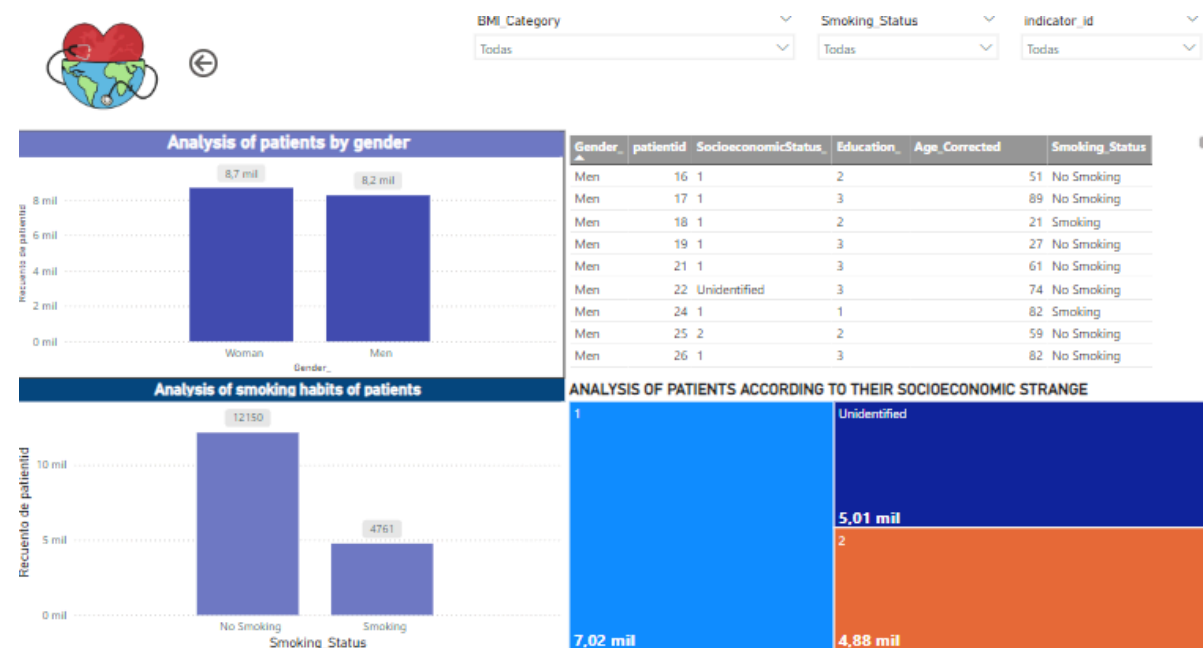 BMI_Category
Smoking_Status
indicator_id
Todas
Todas
Todas
Analysis of patients by gender
8,7 mil
8,2 mil
8 mil
6 mil
4 mil
2 mil
0 mil
Recuento de patientid
Woman
Men
Gender_
Gender_ patientid SocioeconomicStatus_ Education_ Age_Corrected Smoking_Status
Men 16 1 2 51 No Smoking
Men 17 1 3 89 No Smoking
Men 18 1 2 21 Smoking
Men 19 1 3 27 No Smoking
Men 21 1 3 61 No Smoking
Men 22 Unidentified 3 74 No Smoking
Men 24 1 1 82 Smoking
Men 25 2 2 59 No Smoking
Men 26 1 3 82 No Smoking
Analysis of smoking habits of patients
12150
4761
10 mil
5 mil
0 mil
Recuento de patientid
No Smoking
Smoking
Smoking_Status
ANALYSIS OF PATIENTS ACCORDING TO THEIR SOCIOECONOMIC STRANGE
1
7,02 mil
Unidentified
5,01 mil
2
4,88 mil